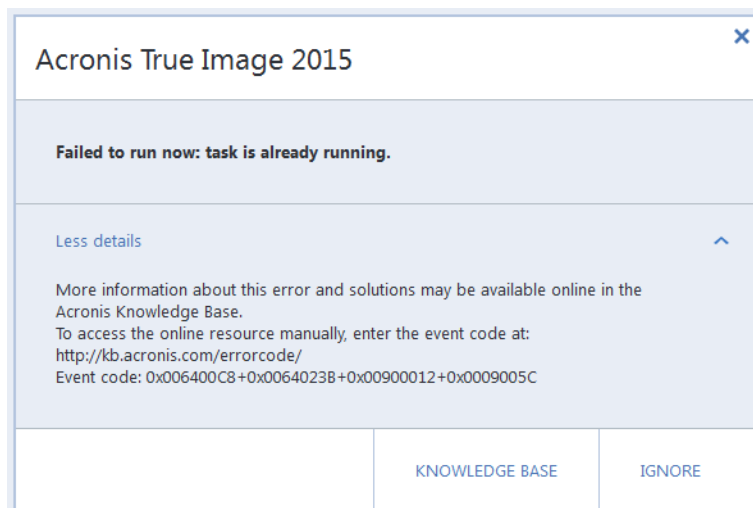 Acronis True Image 2015
Failed to run now: task is already running.
Less details
More information about this error and solutions may be available online in the
Acronis Knowledge Base.
To access the online resource manually, enter the event code at:
http://kb.acronis.com/errorcode/
Event code: 0x006400C8+0x0064023B+0x00900012+0x0009005C
KNOWLEDGE BASE
IGNORE